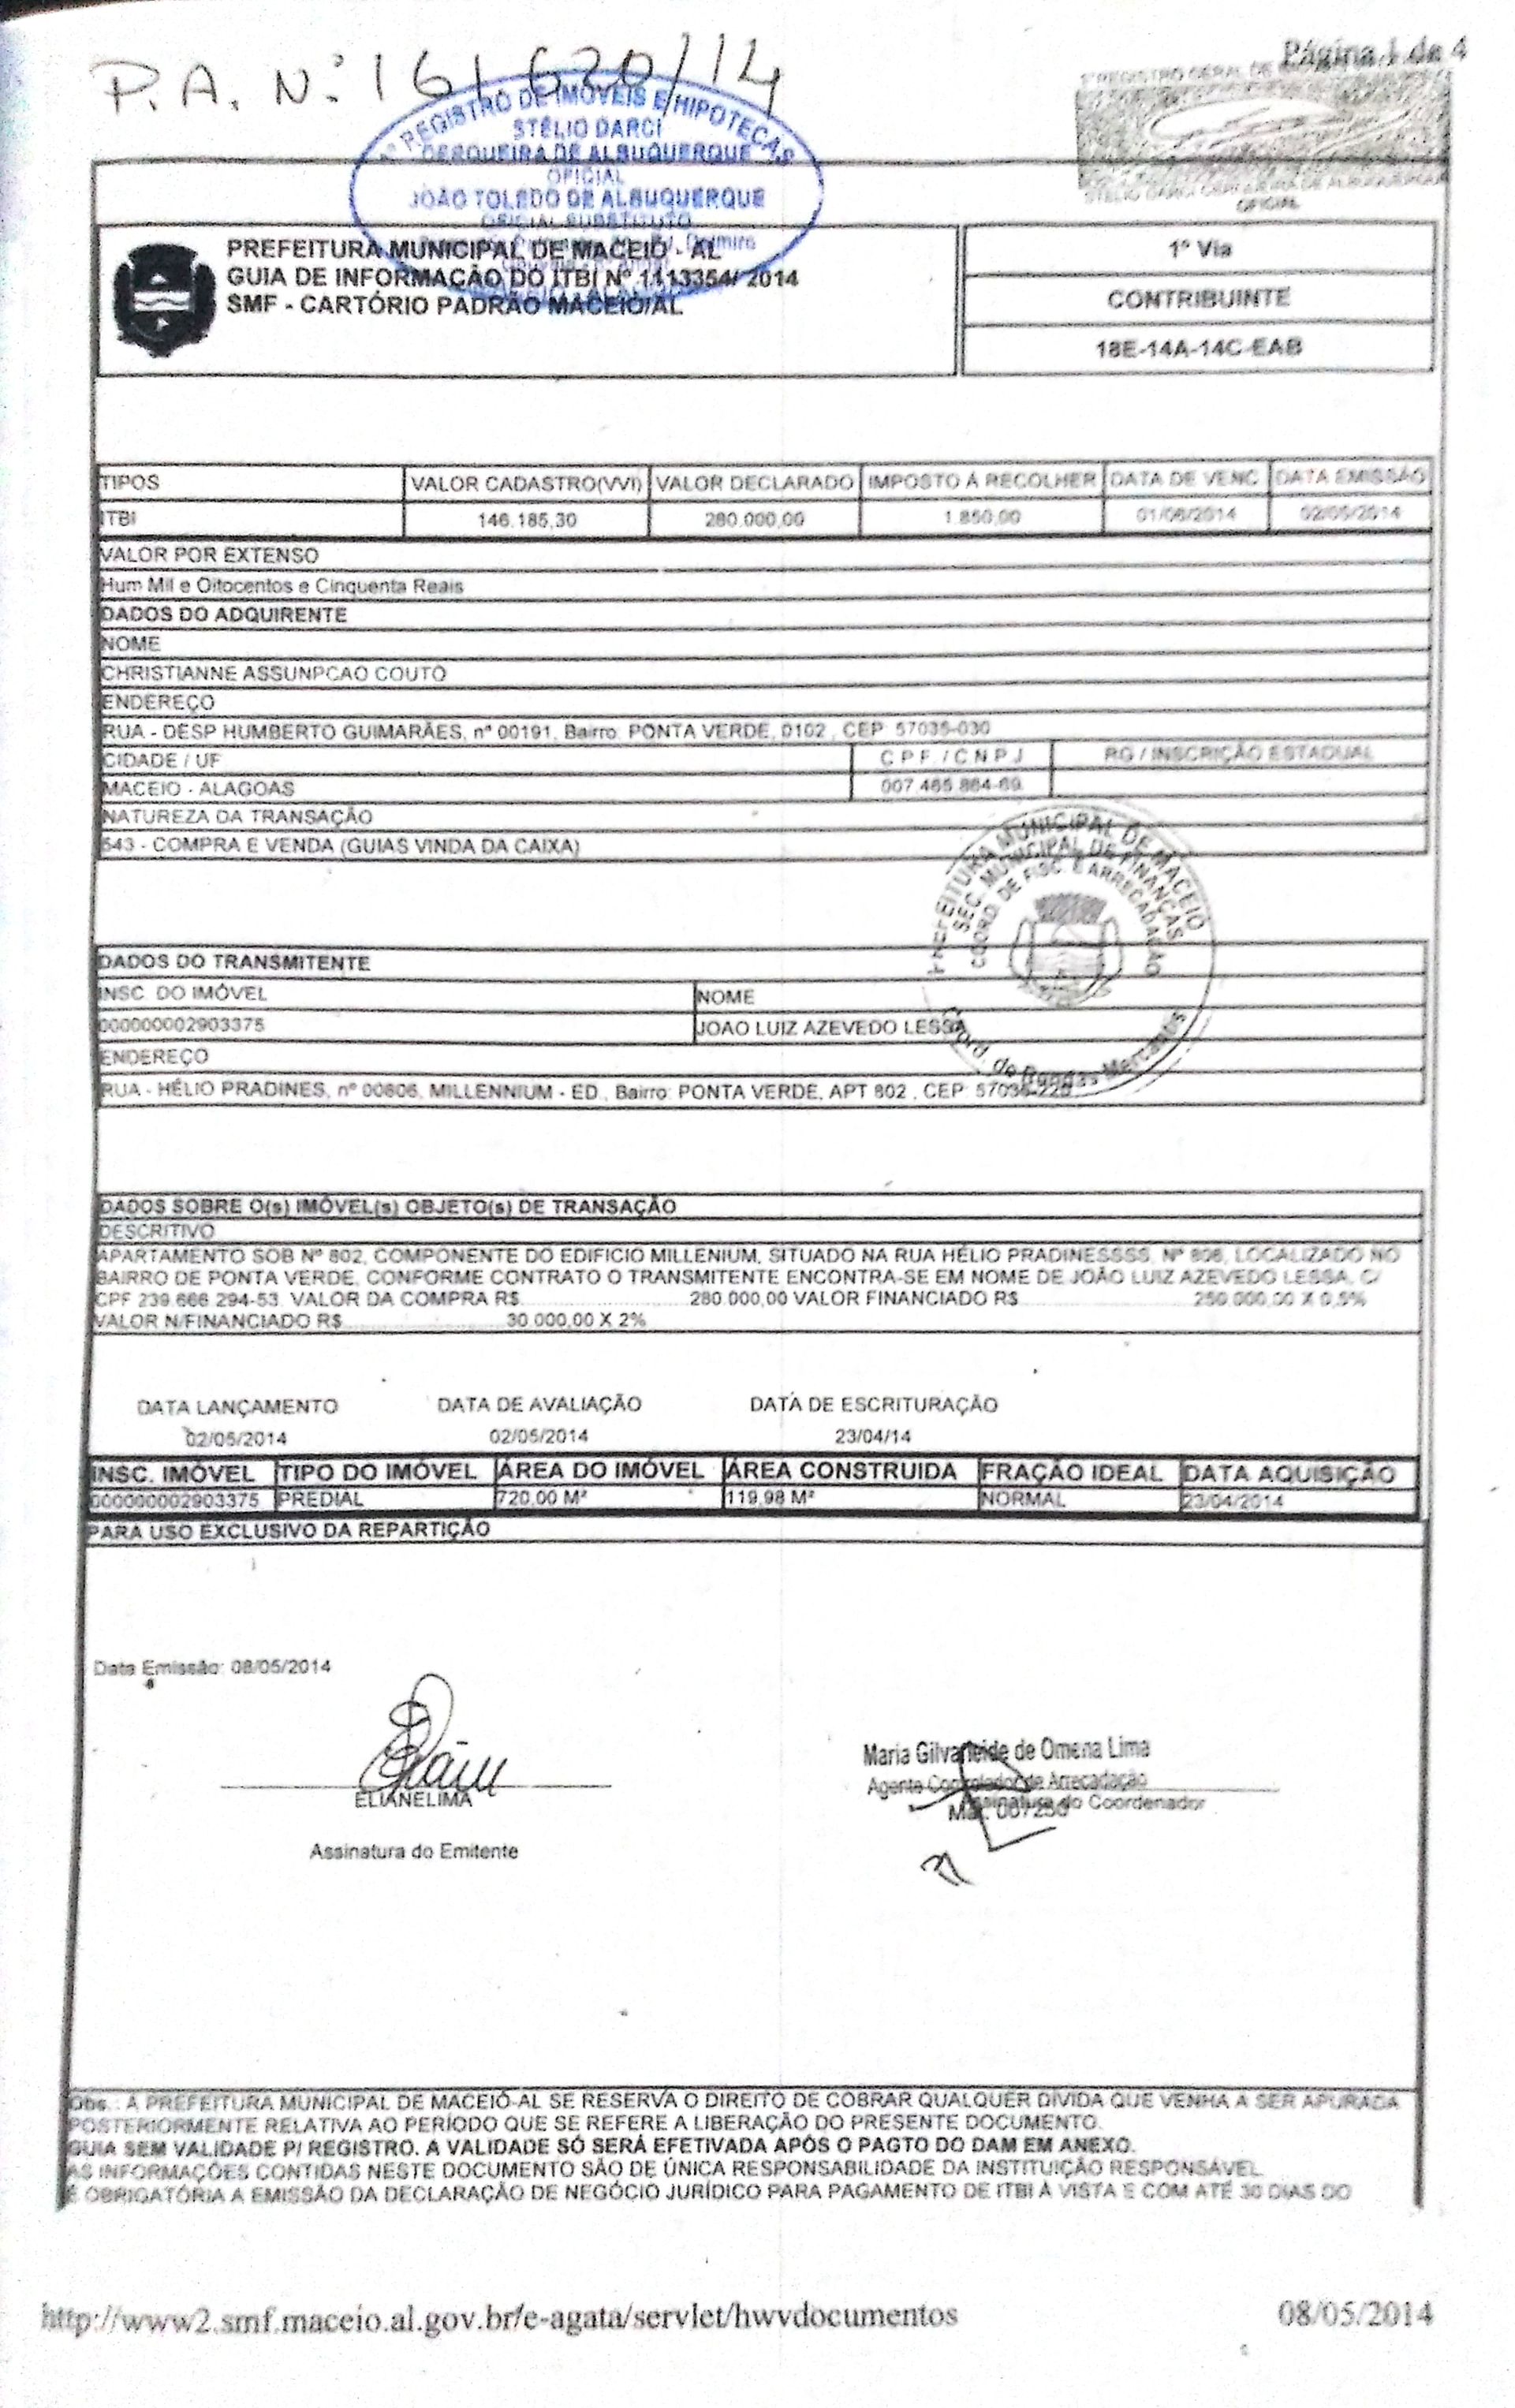 P.A. Nº 161.620/14
Página 1 de 4
REGISTRO DE IMÓVEIS E HIPOTECAS
STÉLIO DARCI
CERQUEIRA DE ALBUQUERQUE
OFICIAL
JOÃO TOLEDO DE ALBUQUERQUE
OFICIAL SUBSTITUTO
1º REGISTRO GERAL DE
STÉLIO DARCI CERQUEIRA DE ALBUQUERQUE
OFICIAL
PREFEITURA MUNICIPAL DE MACEIO - AL
GUIA DE INFORMAÇÃO DO ITBI Nº 1113354/ 2014
SMF - CARTÓRIO PADRÃO MACEIO/AL
1º Via
CONTRIBUINTE
18E-14A-14C-EAB
TIPOS VALOR CADASTRO(VVI) VALOR DECLARADO IMPOSTO Á RECOLHER DATA DE VENC DATA EMISSÃO
ITBI 146.185,30 280.000,00 1.850,00 01/06/2014 02/05/2014
VALOR POR EXTENSO
Hum Mil e Oitocentos e Cinquenta Reais
DADOS DO ADQUIRENTE
NOME
CHRISTIANNE ASSUNPCAO COUTO
ENDEREÇO
RUA - DESP HUMBERTO GUIMARÃES, nº 00191, Bairro: PONTA VERDE, 0102 , CEP: 57035-030
CIDADE / UF C P F. / C N P J RG / INSCRIÇÃO ESTADUAL
MACEIO - ALAGOAS 007.465.864-69
NATUREZA DA TRANSAÇÃO
543 - COMPRA E VENDA (GUIAS VINDA DA CAIXA)
PREFEITURA MUNICIPAL DE MACEIO
SEC. MUNICIPAL DE FINANÇAS
COORD. DE FISC. E ARRECADAÇÃO
DADOS DO TRANSMITENTE
INSC. DO IMÓVEL NOME
000000002903375 JOAO LUIZ AZEVEDO LESSA
ENDEREÇO
RUA - HÉLIO PRADINES, nº 00806, MILLENNIUM - ED., Bairro: PONTA VERDE, APT 802 , CEP: 57035-220
DADOS SOBRE O(s) IMÓVEL(s) OBJETO(s) DE TRANSAÇÃO
DESCRITIVO
APARTAMENTO SOB Nº 802, COMPONENTE DO EDIFICIO MILLENIUM, SITUADO NA RUA HÉLIO PRADINESSSS, Nº 806, LOCALIZADO NO
BAIRRO DE PONTA VERDE, CONFORME CONTRATO O TRANSMITENTE ENCONTRA-SE EM NOME DE JOÃO LUIZ AZEVEDO LESSA, C/
CPF 239.666.294-53. VALOR DA COMPRA R$ 280.000,00 VALOR FINANCIADO R$ 250.000,00 X 0,5%
VALOR N/FINANCIADO R$ 30.000,00 X 2%
DATA LANÇAMENTO DATA DE AVALIAÇÃO DATA DE ESCRITURAÇÃO
02/05/2014 02/05/2014 23/04/14
INSC. IMÓVEL TIPO DO IMÓVEL ÁREA DO IMÓVEL ÁREA CONSTRUIDA FRAÇÃO IDEAL DATA AQUISIÇÃO
000000002903375 PREDIAL 720,00 M² 119,98 M² NORMAL 23/04/2014
PARA USO EXCLUSIVO DA REPARTIÇÃO
Data Emissão: 08/05/2014
ELIANELIMA
Assinatura do Emitente
Maria Gilvaneide de Omena Lima
Agente Controlador de Arrecadação
Assinatura do Coordenador
Obs.: A PREFEITURA MUNICIPAL DE MACEIÓ-AL SE RESERVA O DIREITO DE COBRAR QUALQUER DÍVIDA QUE VENHA A SER APURADA
POSTERIORMENTE RELATIVA AO PERÍODO QUE SE REFERE A LIBERAÇÃO DO PRESENTE DOCUMENTO.
GUIA SEM VALIDADE P/ REGISTRO. A VALIDADE SÓ SERÁ EFETIVADA APÓS O PAGTO DO DAM EM ANEXO.
AS INFORMAÇÕES CONTIDAS NESTE DOCUMENTO SÃO DE ÚNICA RESPONSABILIDADE DA INSTITUIÇÃO RESPONSÁVEL
É OBRIGATÓRIA A EMISSÃO DA DECLARAÇÃO DE NEGÓCIO JURÍDICO PARA PAGAMENTO DE ITBI À VISTA E COM ATÉ 30 DIAS DO
http://www2.smf.maceio.al.gov.br/e-agata/servlet/hwvdocumentos
08/05/2014